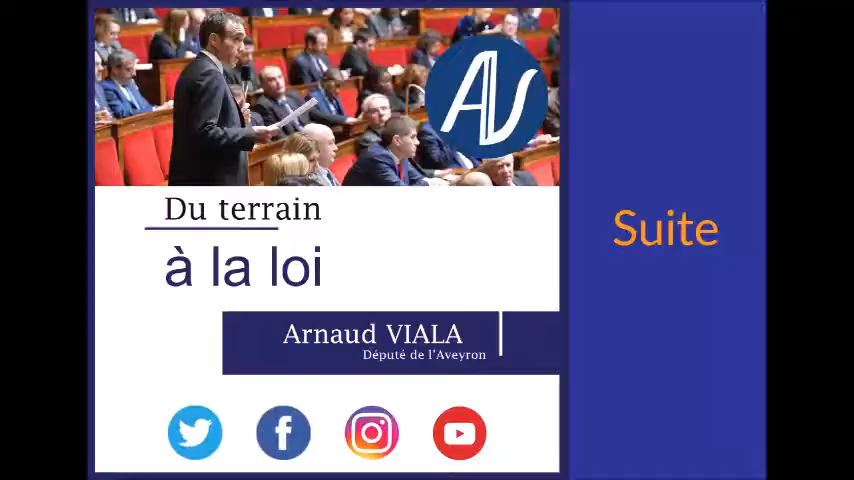 AV
Du terrain
à la loi
Arnaud VIALA
Député de l'Aveyron
Suite